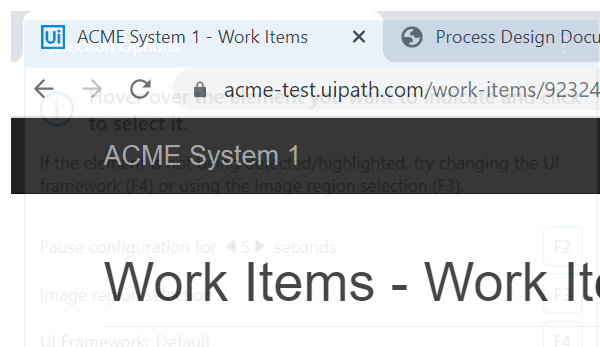 Ui ACME System 1 - Work Items × Process Design Docu
Selection Options
acme-test.uipath.com/work-items/92324
Hover over the element you want to indicate and click
to select it.
ACME System 1
If the element is not being detected/highlighted, try changing the UI
framework (F4) or using the Image region selection (F3).
Pause configuration for 5 seconds F2
Work Items - Work Ite
Image region selection F3
UI Framework: Default F4